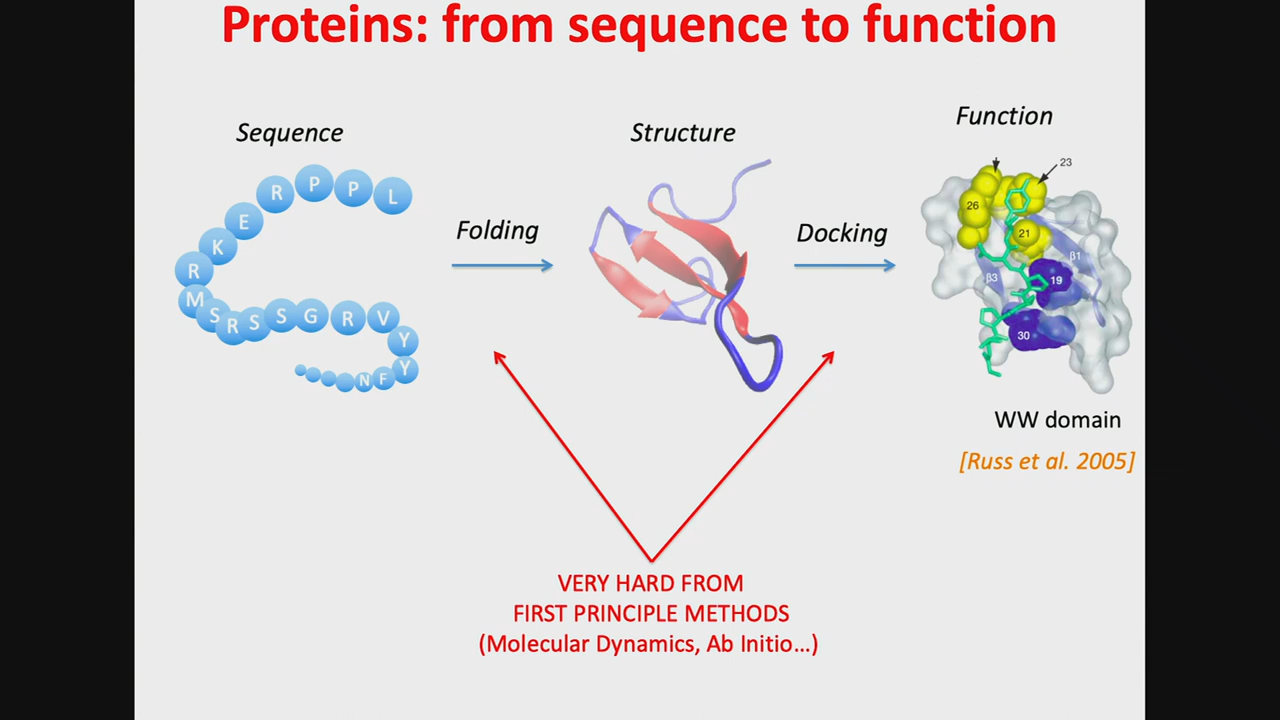 Proteins: from sequence to function
Sequence
Structure
Function
L
P
P
R
E
K
R
M
S
R
S
S
G
R
V
Y
Y
F
N
Folding
Docking
23
26
21
β1
β3
19
30
WW domain
[Russ et al. 2005]
VERY HARD FROM
FIRST PRINCIPLE METHODS
(Molecular Dynamics, Ab Initio...)